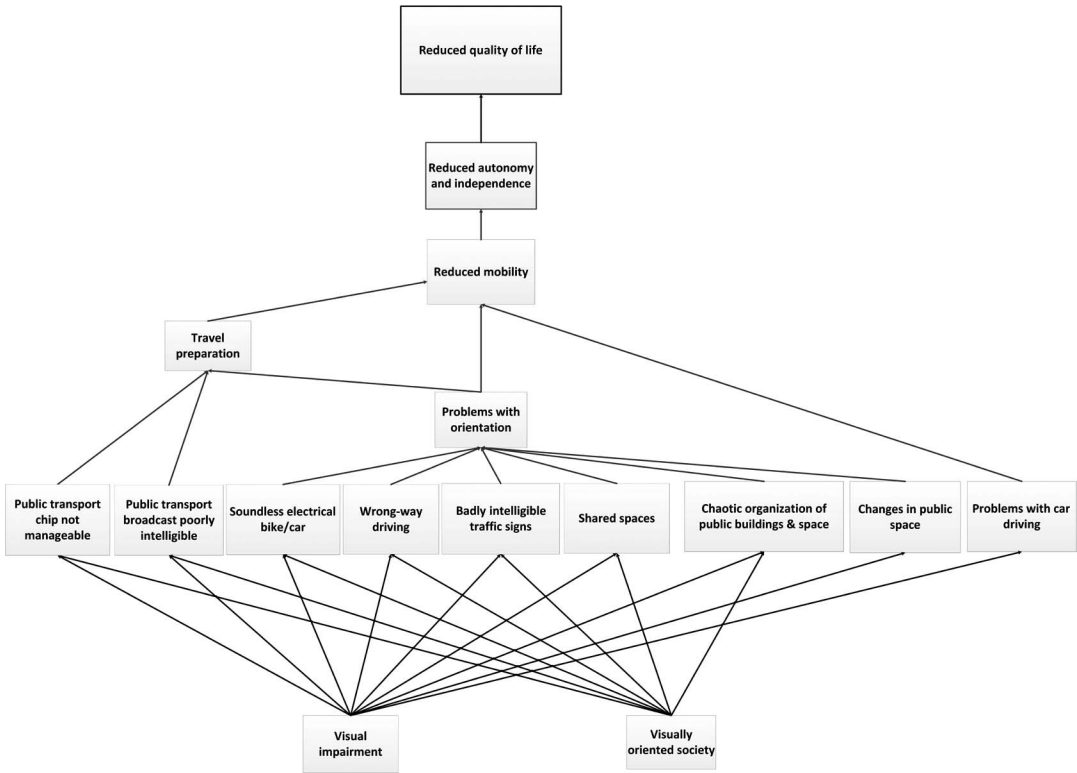 Reduced quality of life
Reduced autonomy
and independence
Reduced mobility
Travel
preparation
Problems with
orientation
Public transport
chip not
manageable
Public transport
broadcast poorly
intelligible
Soundless electrical
bike/car
Wrong-way
driving
Badly intelligible
traffic signs
Shared spaces
Chaotic organization of
public buildings & space
Changes in public
space
Problems with car
driving
Visual
impairment
Visually
oriented society